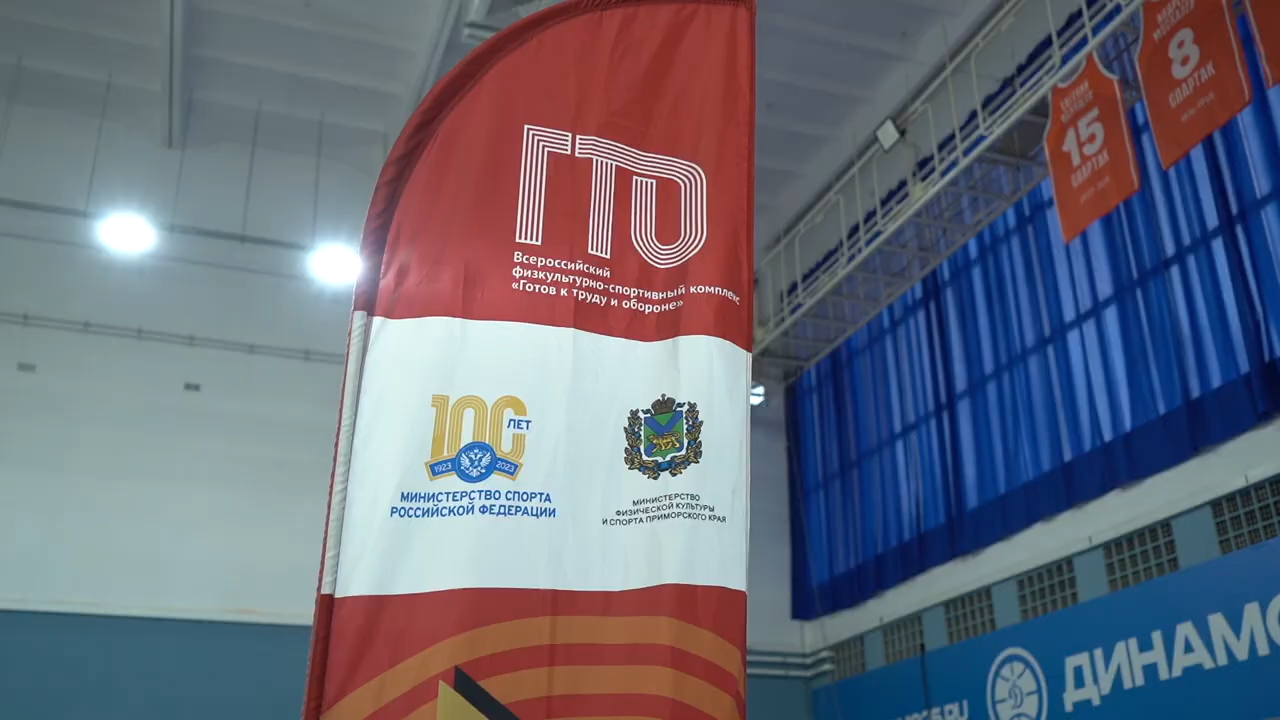 ГТО
Всероссийский
физкультурно-спортивный комплекс
«Готов к труду и обороне»
100
ЛЕТ
1923 2023
МИНИСТЕРСТВО СПОРТА
РОССИЙСКОЙ ФЕДЕРАЦИИ
МИНИСТЕРСТВО
ФИЗИЧЕСКОЙ КУЛЬТУРЫ
И СПОРТА ПРИМОРСКОГО КРАЯ
15
СПАРТАК
8
СПАРТАК
ДИНАМО